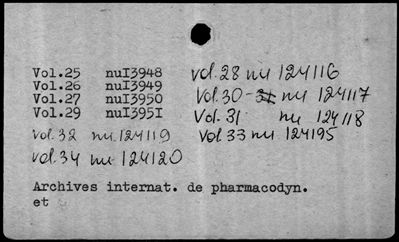 Vol.25 nuI3948 vol. 28 nu 124116
Vol.26 nuI3949
Vol.27 nuI3950 Vol. 30 - nu 124117
Vol.29 nuI395I Vol. 31 nu 124118
vol. 32 nu. 124119 Vol 33 nu 124195
vol. 34 nu 124120
Archives internat. de pharmacodyn.
et